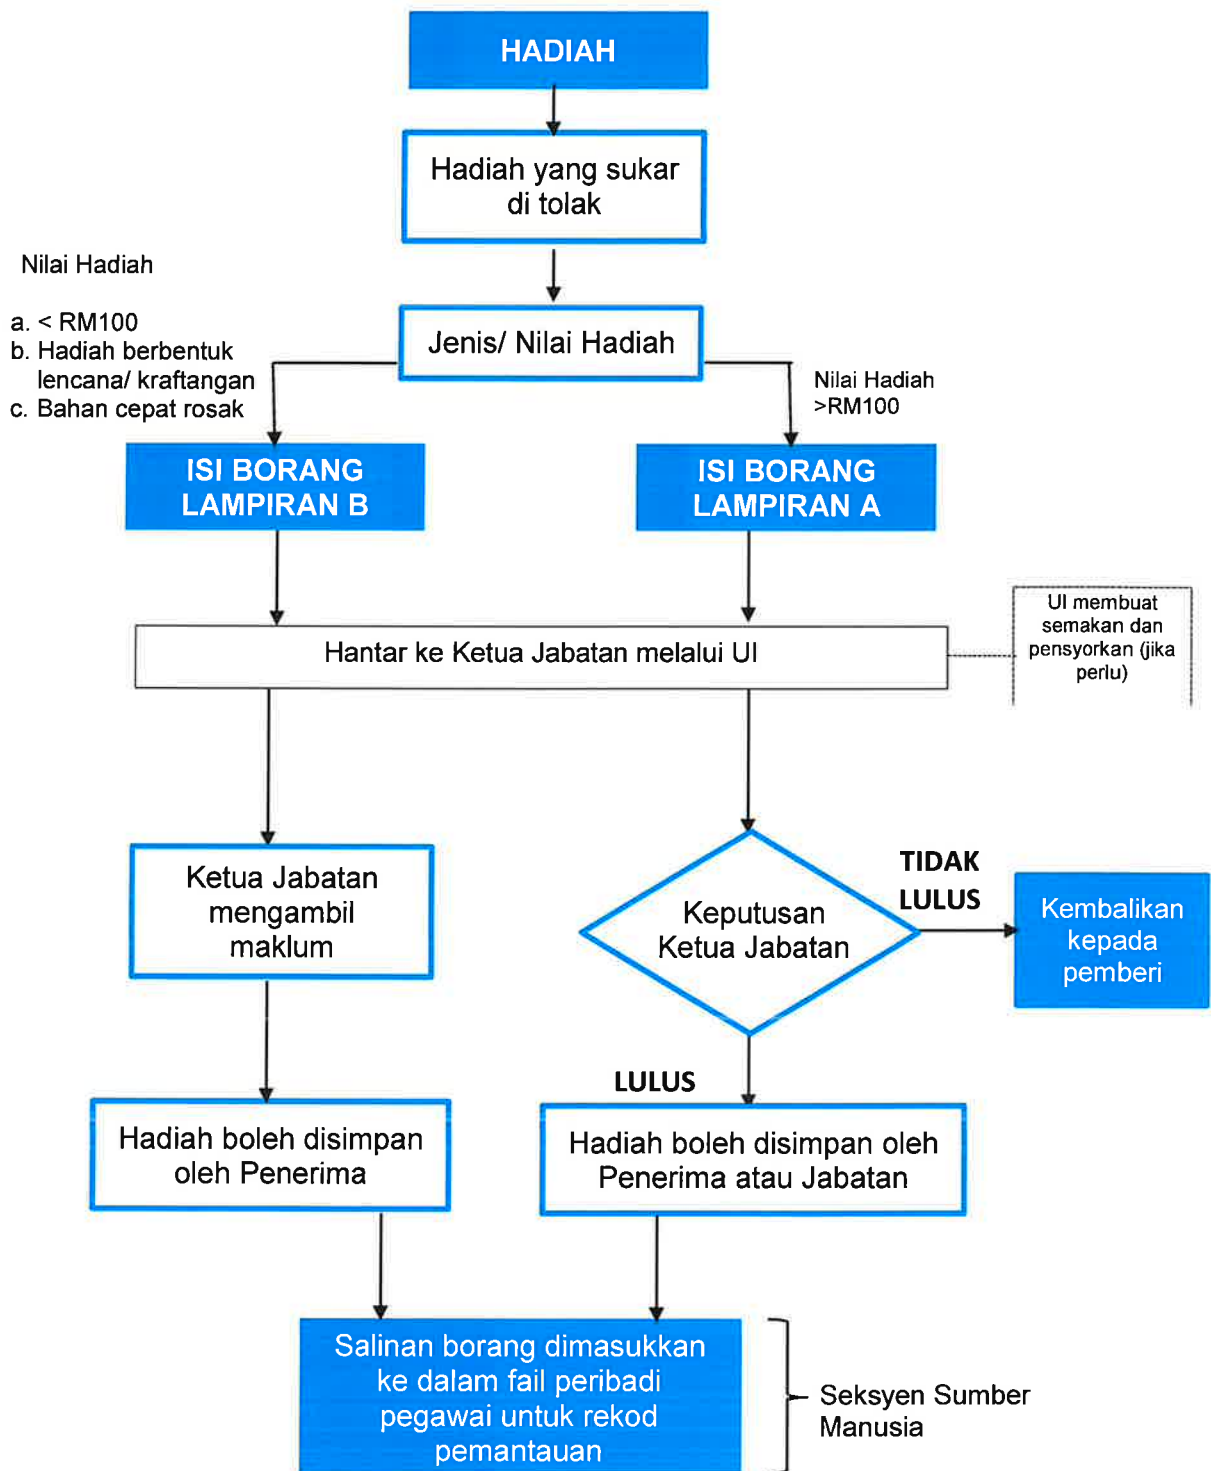 HADIAH
Hadiah yang sukar
di tolak
Nilai Hadiah
a. < RM100
b. Hadiah berbentuk
lencana/ kraftangan
c. Bahan cepat rosak
Jenis/ Nilai Hadiah
Nilai Hadiah
>RM100
ISI BORANG
LAMPIRAN B
ISI BORANG
LAMPIRAN A
Hantar ke Ketua Jabatan melalui UI
UI membuat
semakan dan
pensyorkan (jika
perlu)
Ketua Jabatan
mengambil
maklum
Keputusan
Ketua Jabatan
TIDAK
LULUS
Kembalikan
kepada
pemberi
LULUS
Hadiah boleh disimpan
oleh Penerima
Hadiah boleh disimpan oleh
Penerima atau Jabatan
Salinan borang dimasukkan
ke dalam fail peribadi
pegawai untuk rekod
pemantauan
Seksyen Sumber
Manusia